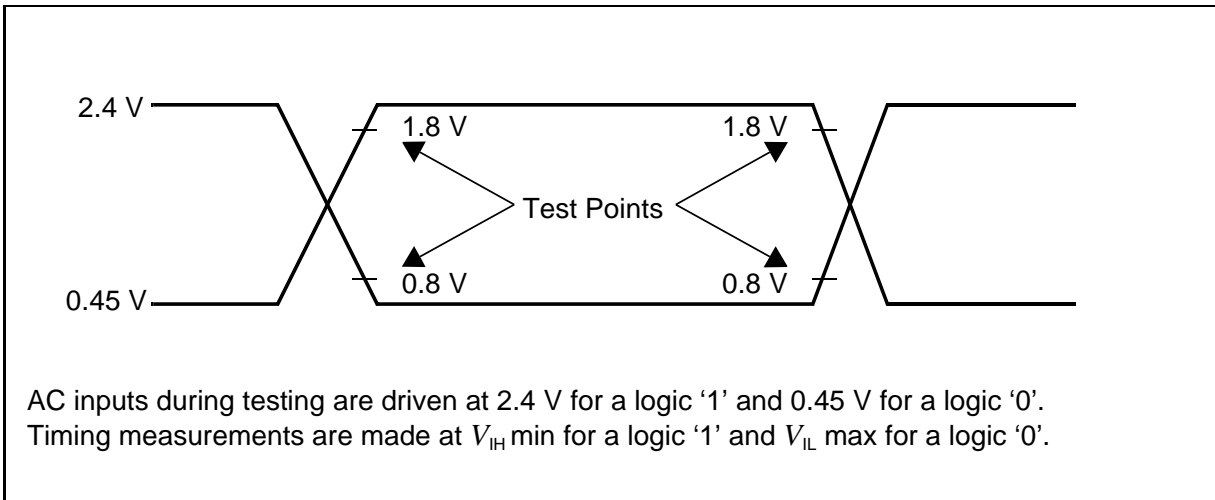 2.4 V
1.8 V
1.8 V
Test Points
0.8 V
0.8 V
0.45 V
AC inputs during testing are driven at 2.4 V for a logic ‘1’ and 0.45 V for a logic ‘0’.
Timing measurements are made at VIH min for a logic ‘1’ and VIL max for a logic ‘0’.